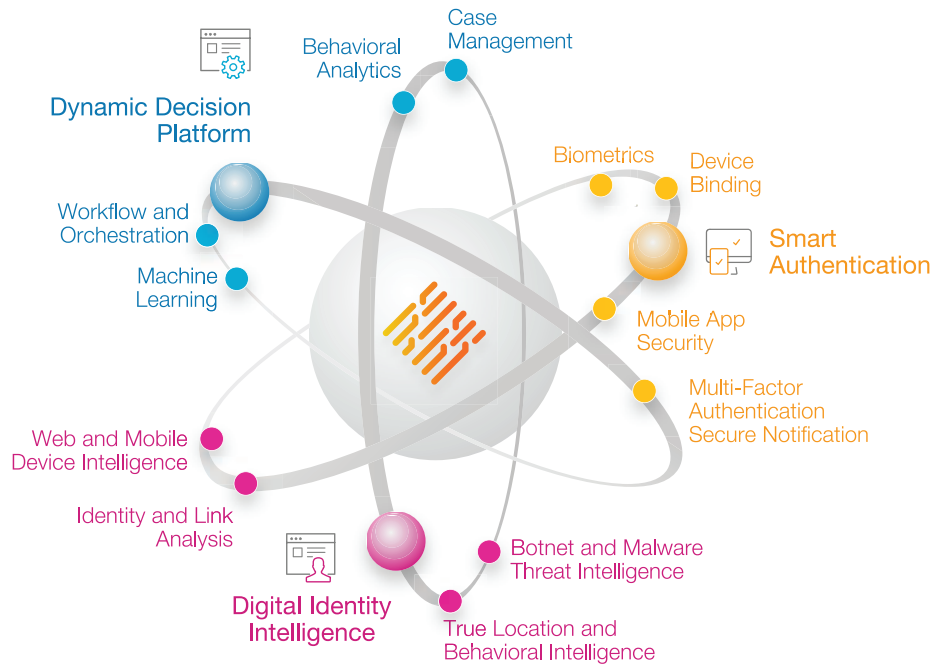 Case
Management
Behavioral
Analytics
Dynamic Decision
Platform
Biometrics
Device
Binding
Workflow and
Orchestration
Smart
Authentication
Machine
Learning
Mobile App
Security
Multi-Factor
Authentication
Secure Notification
Web and Mobile
Device Intelligence
Identity and Link
Analysis
Botnet and Malware
Threat Intelligence
Digital Identity
Intelligence
True Location and
Behavioral Intelligence